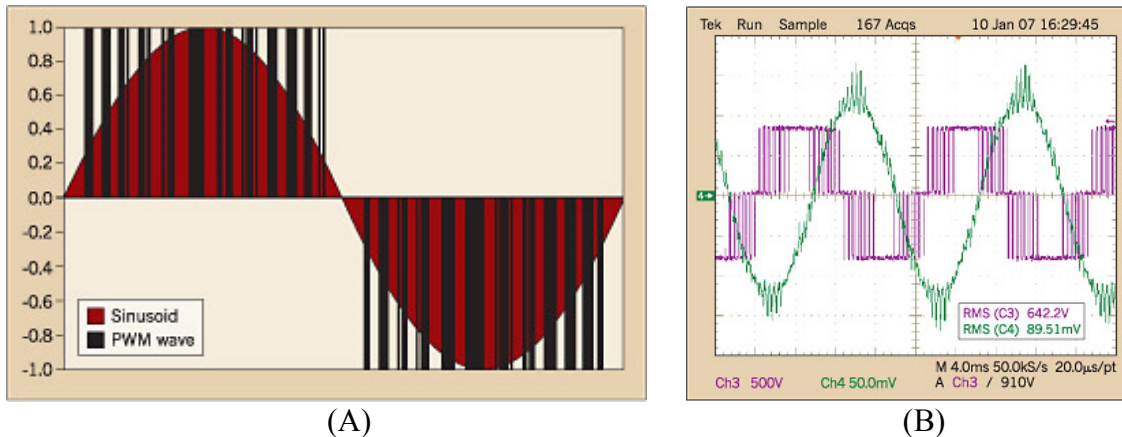 1.0
0.8
0.6
0.4
0.2
0.0
-0.2
-0.4
-0.6
-0.8
-1.0
Sinusoid
PWM wave
(A)
Tek Run Sample 167 Acqs 10 Jan 07 16:29:45
4
RMS (C3) 642.2V
RMS (C4) 89.51mV
M 4.0ms 50.0kS/s 20.0µs/pt
Ch3 500V Ch4 50.0mV A Ch3 / 910V
(B)